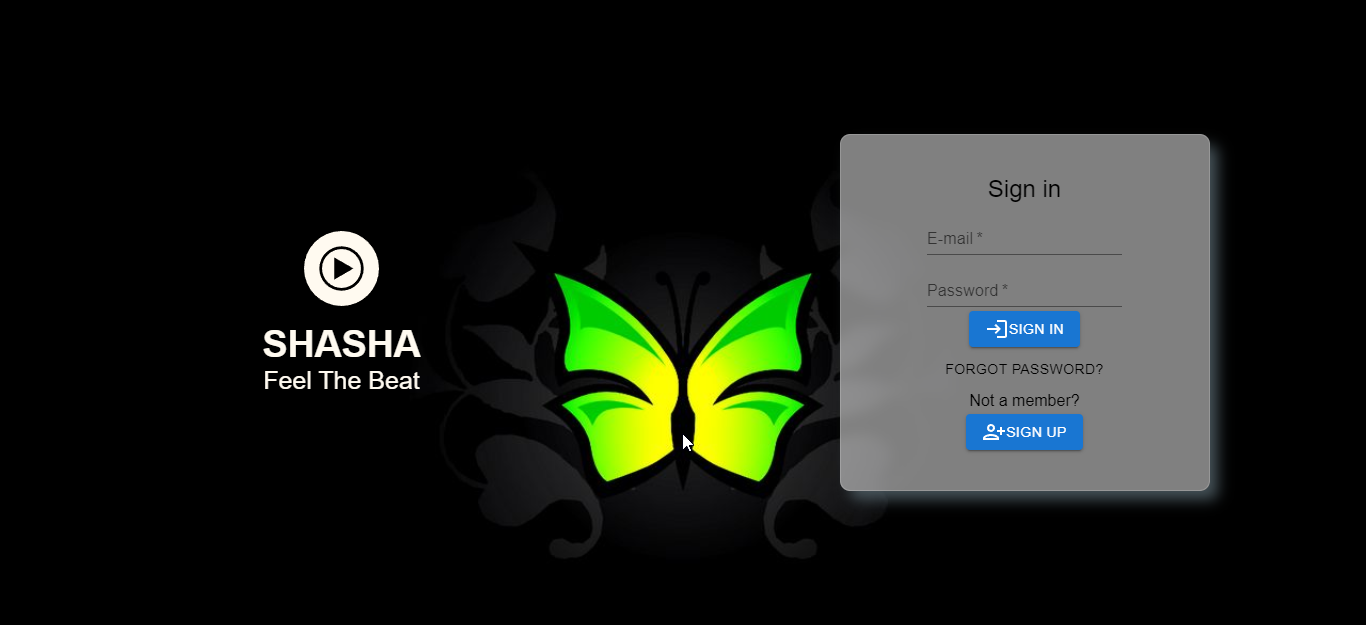 SHASHA
Feel The Beat
Sign in
E-mail *
Password *
SIGN IN
FORGOT PASSWORD?
Not a member?
SIGN UP